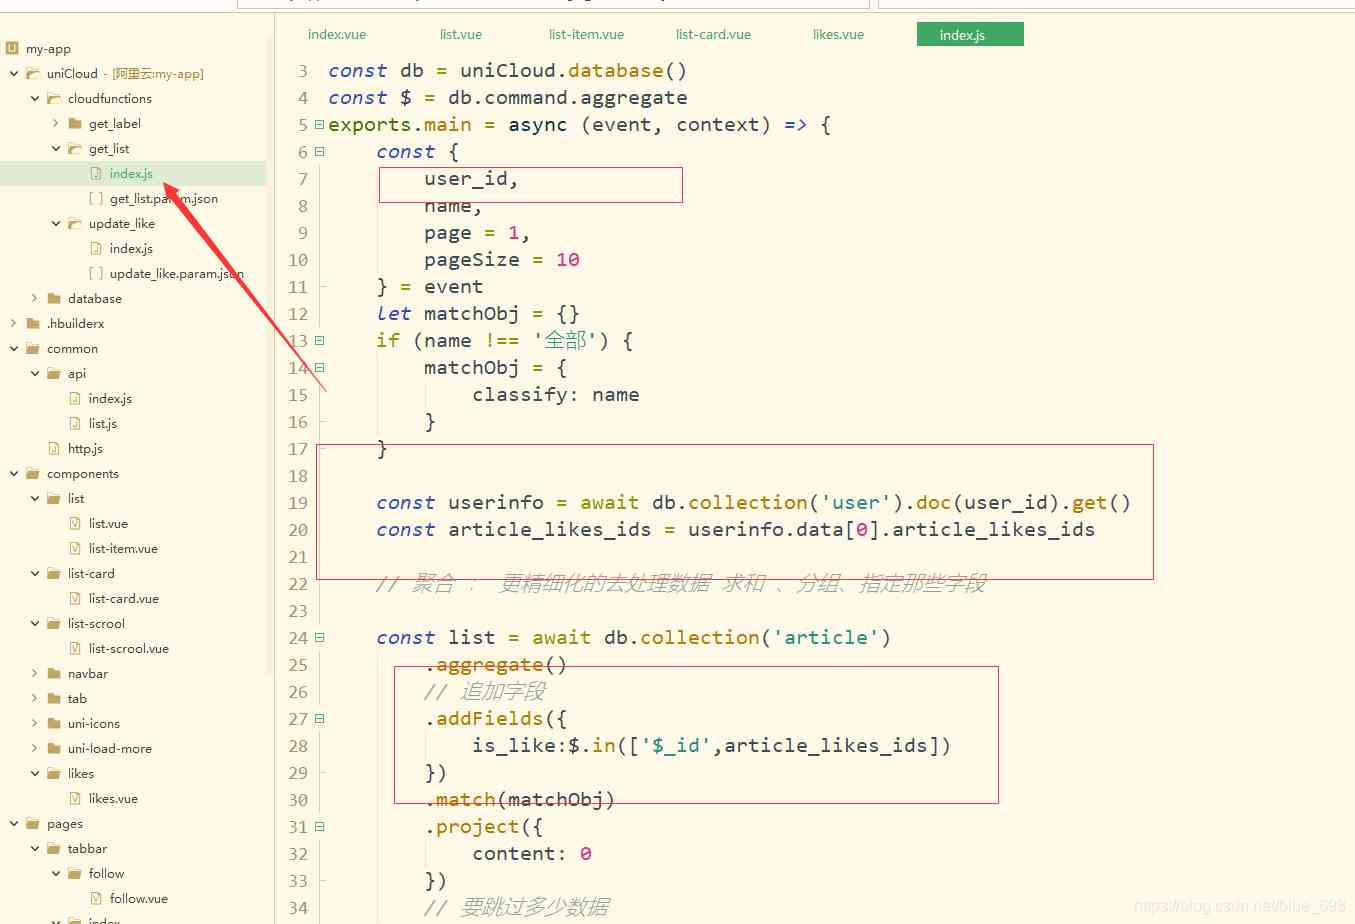 my-app
uniCloud - [阿里云:my-app]
cloudfunctions
get_label
get_list
index.js
get_list.param.json
update_like
index.js
update_like.param.json
database
.hbuilderx
common
api
index.js
list.js
http.js
components
list
list.vue
list-item.vue
list-card
list-card.vue
list-scrool
list-scrool.vue
navbar
tab
uni-icons
uni-load-more
likes
likes.vue
pages
tabbar
follow
follow.vue
index
index.vue list.vue list-item.vue list-card.vue likes.vue index.js
3 const db = uniCloud.database()
4 const $ = db.command.aggregate
5 exports.main = async (event, context) => {
6 const {
7 user_id,
8 name,
9 page = 1,
10 pageSize = 10
11 } = event
12 let matchObj = {}
13 if (name !== '全部') {
14 matchObj = {
15 classify: name
16 }
17 }
18
19 const userinfo = await db.collection('user').doc(user_id).get()
20 const article_likes_ids = userinfo.data[0].article_likes_ids
21
22 // 聚合 : 更精细化的去处理数据 求和 、分组、指定那些字段
23
24 const list = await db.collection('article')
25 .aggregate()
26 // 追加字段
27 .addFields({
28 is_like:$.in(['$_id',article_likes_ids])
29 })
30 .match(matchObj)
31 .project({
32 content: 0
33 })
34 // 要跳过多少数据
https://blog.csdn.net/blue_698